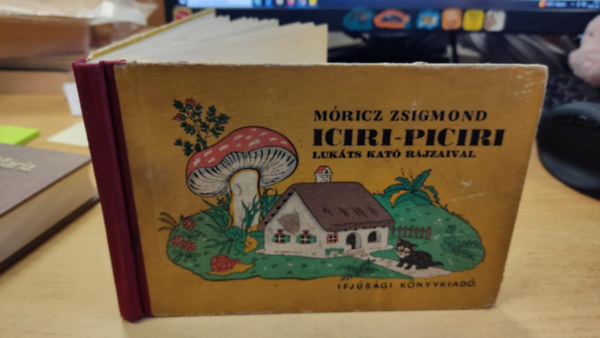 MÓRICZ ZSIGMOND
ICIRI-PICIRI
LUKÁTS KATÓ RAJZAIVAL
IFJÚSÁGI KÖNYVKIADÓ